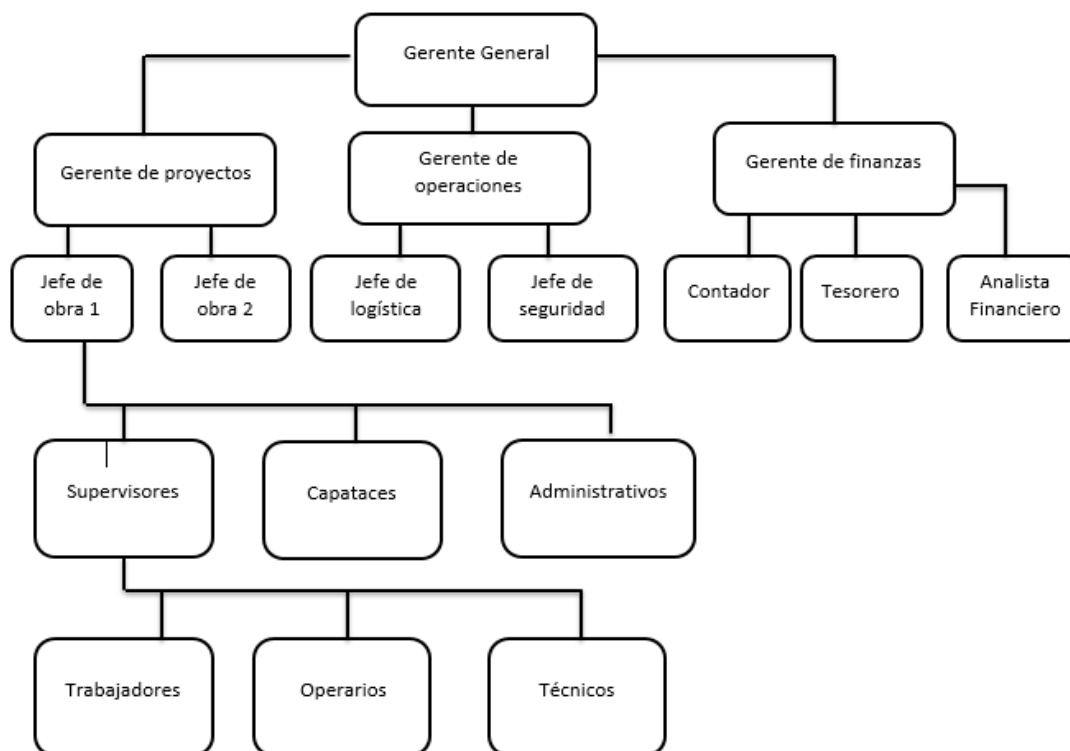 Gerente General
Gerente de proyectos
Gerente de
operaciones
Gerente de finanzas
Jefe de
obra 1
Jefe de
obra 2
Jefe de
logística
Jefe de
seguridad
Contador
Tesorero
Analista
Financiero
Supervisores
Capataces
Administrativos
Trabajadores
Operarios
Técnicos